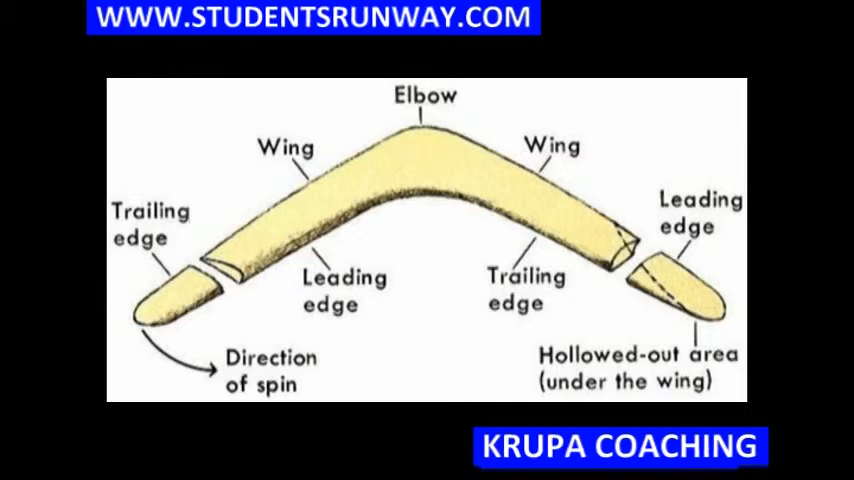 WWW.STUDENTSRUNWAY.COM
Elbow
Wing
Wing
Trailing
edge
Leading
edge
Leading
edge
Trailing
edge
Direction
of spin
Hollowed-out area
(under the wing)
KRUPA COACHING